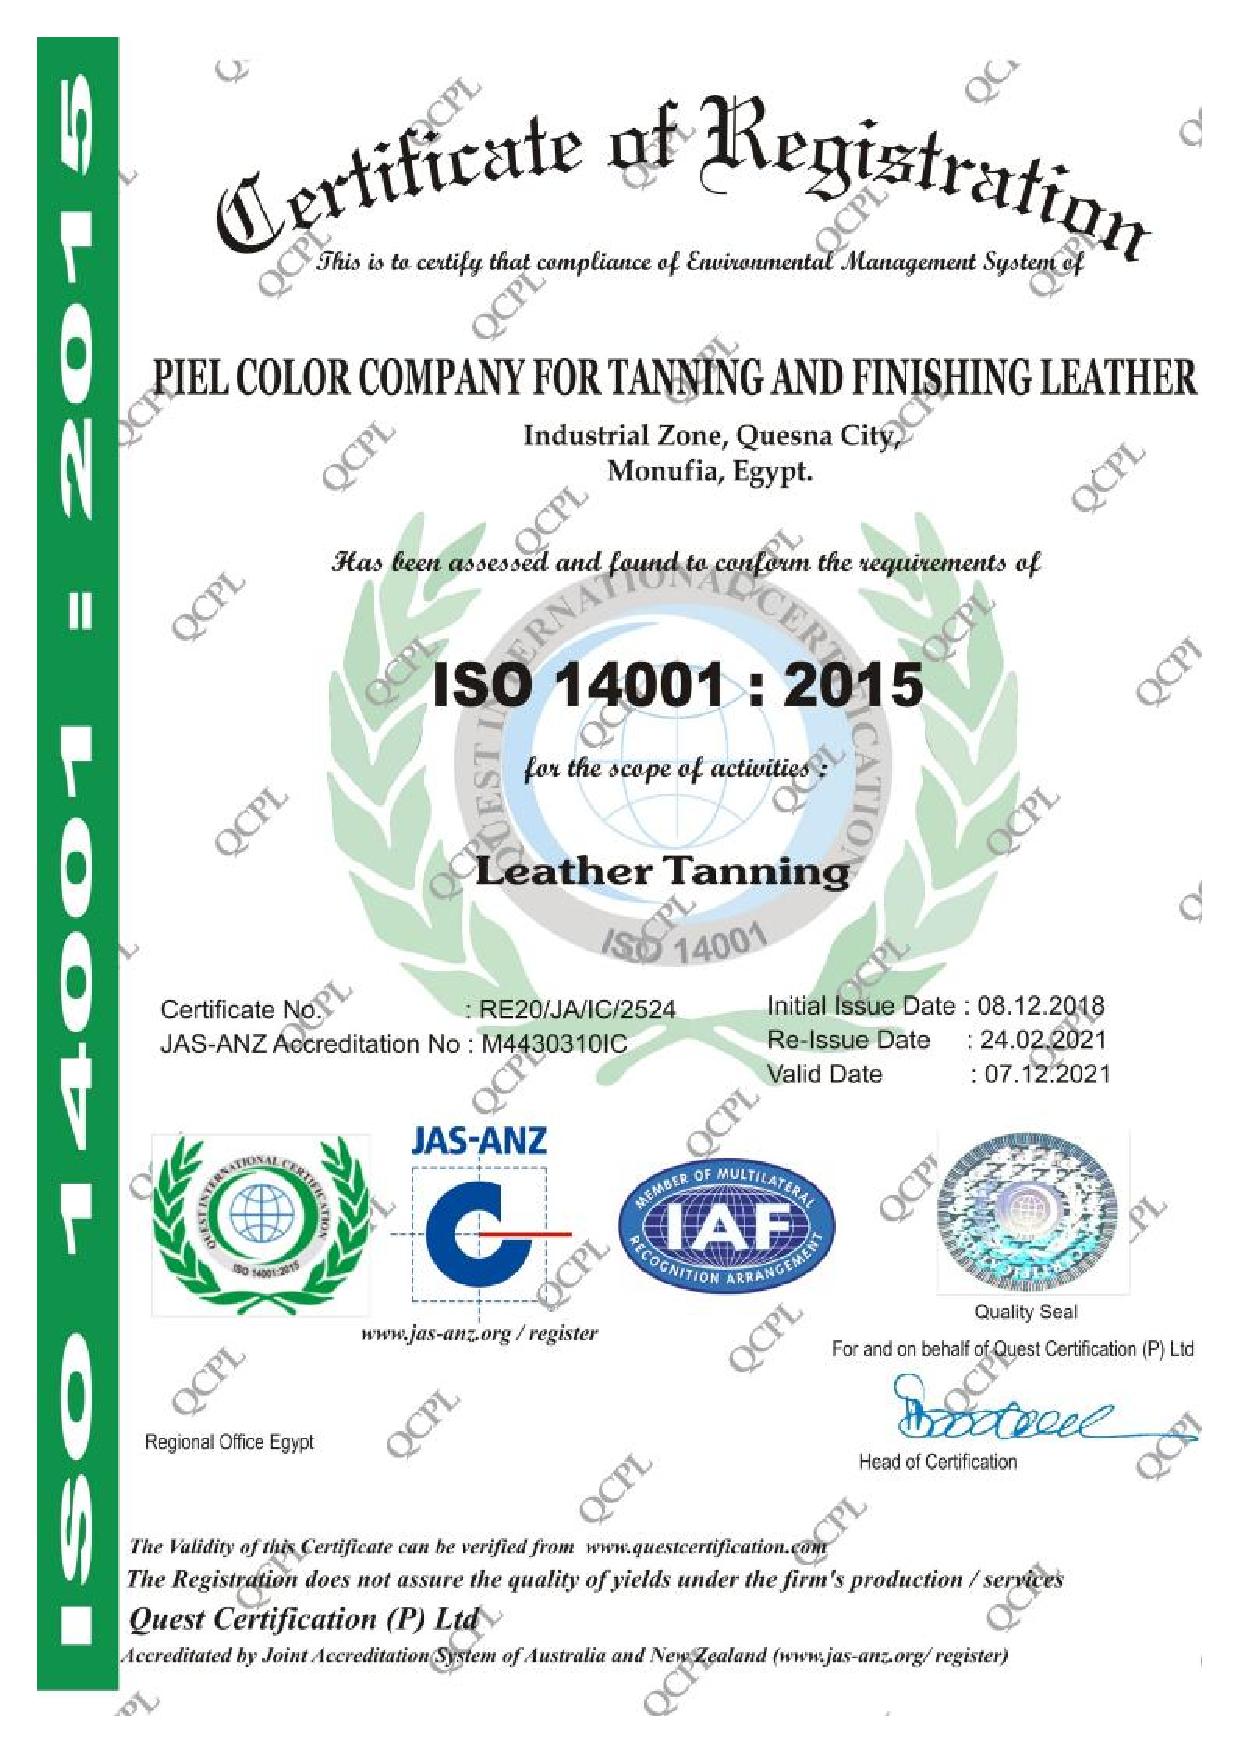 ISO 14001 : 2015
Certificate of Registration
This is to certify that compliance of Environmental Management System of
PIEL COLOR COMPANY FOR TANNING AND FINISHING LEATHER
Industrial Zone, Quesna City,
Monufia, Egypt.
Has been assessed and found to conform the requirements of
ISO 14001 : 2015
for the scope of activities :
Leather Tanning
QUEST INTERNATIONAL CERTIFICATION
ISO 14001
Certificate No. : RE20/JA/IC/2524
JAS-ANZ Accreditation No : M4430310IC
Initial Issue Date : 08.12.2018
Re-Issue Date : 24.02.2021
Valid Date : 07.12.2021
QUEST INTERNATIONAL CERTIFICATION
ISO 14001:2015
JAS-ANZ
www.jas-anz.org / register
MEMBER OF MULTILATERAL
IAF
RECOGNITION ARRANGEMENT
Quality Seal
For and on behalf of Quest Certification (P) Ltd
Regional Office Egypt
Head of Certification
The Validity of this Certificate can be verified from www.questcertification.com
The Registration does not assure the quality of yields under the firm's production / services
Quest Certification (P) Ltd
Accreditated by Joint Accreditation System of Australia and New Zealand (www.jas-anz.org/ register)
QCPL